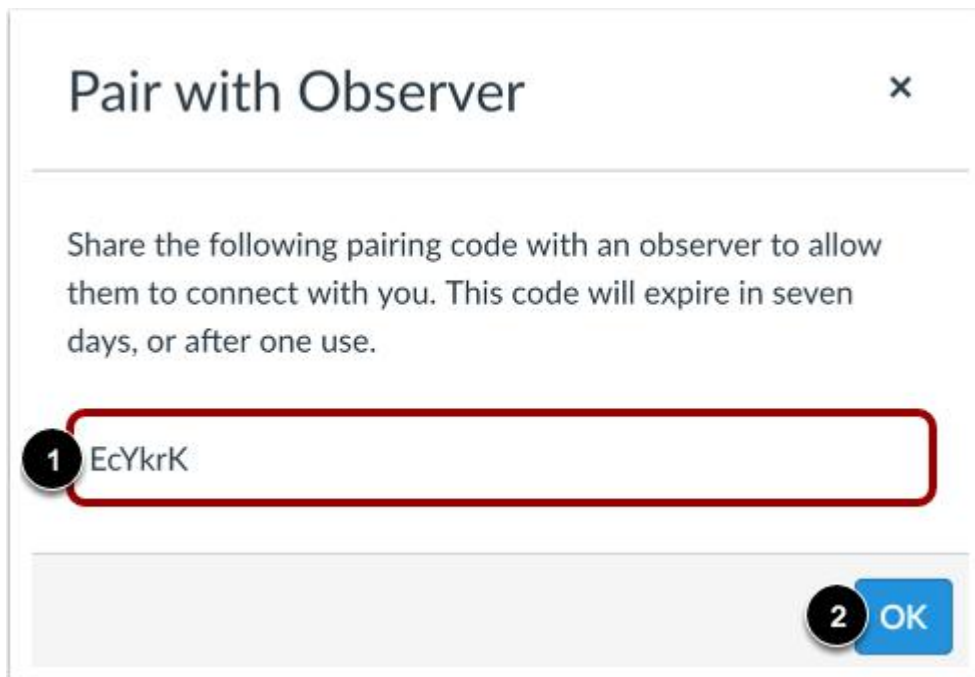 Pair with Observer ×
Share the following pairing code with an observer to allow
them to connect with you. This code will expire in seven
days, or after one use.
1 EcYkrK
2 OK